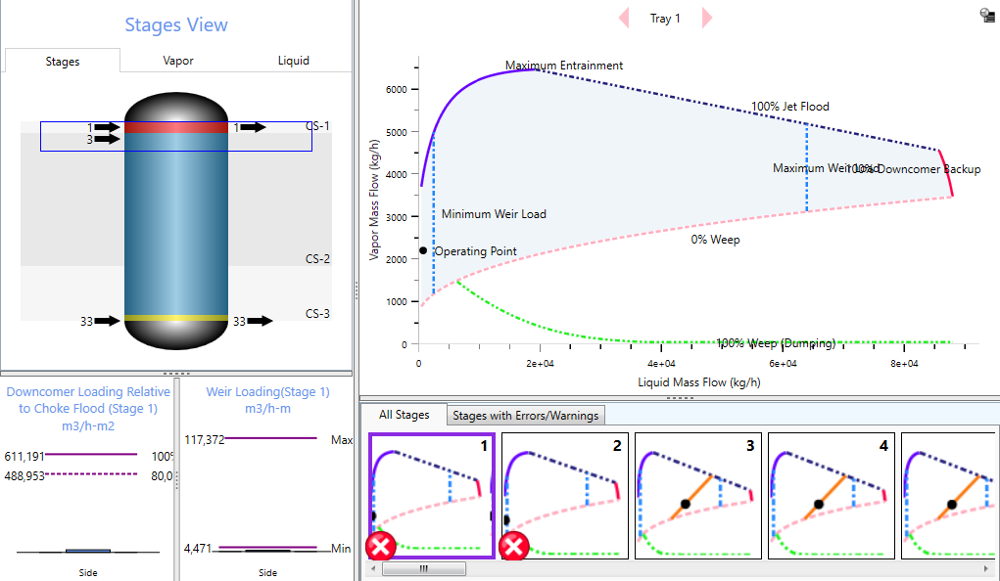 Stages View
Stages
Vapor
Liquid
1
1
CS-1
3
CS-2
CS-3
33
33
Downcomer Loading Relative
to Choke Flood (Stage 1)
m3/h-m2
611,191
100%
488,953
80,0
Side
Weir Loading(Stage 1)
m3/h-m
117,372
Max
4,471
Min
Side
Tray 1
Vapor Mass Flow (kg/h)
6000
5000
4000
3000
2000
1000
0
Maximum Entrainment
100% Jet Flood
Maximum Weir Load
100% Downcomer Backup
Minimum Weir Load
0% Weep
Operating Point
100% Weep (Dumping)
0
2e+04
4e+04
6e+04
8e+04
Liquid Mass Flow (kg/h)
All Stages
Stages with Errors/Warnings
1
2
3
4